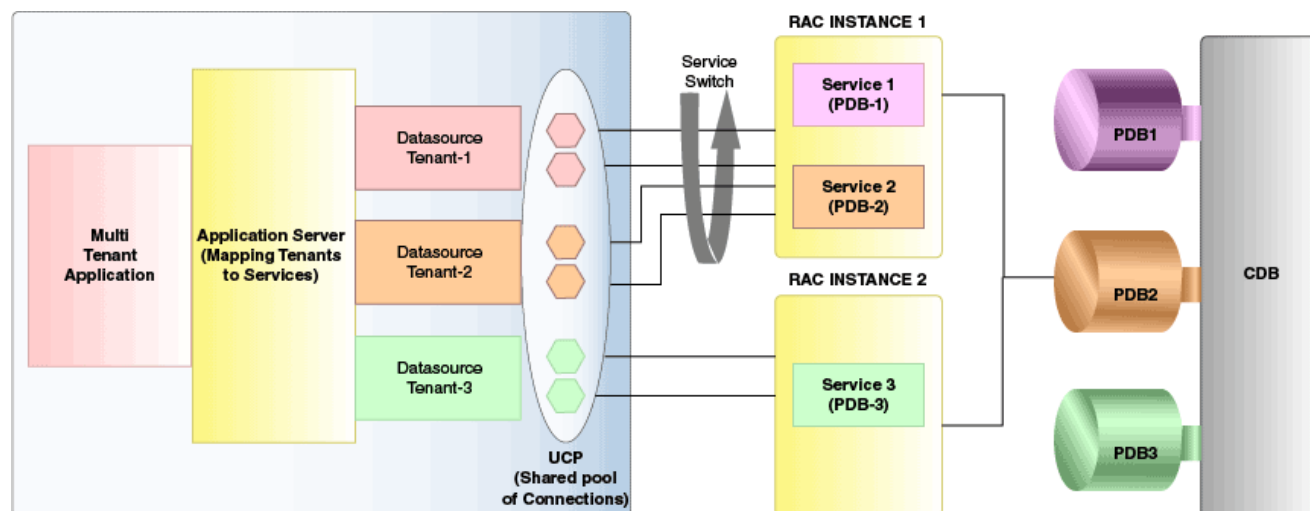 Multi
Tenant
Application
Application Server
(Mapping Tenants
to Services)
Datasource
Tenant-1
Datasource
Tenant-2
Datasource
Tenant-3
UCP
(Shared pool
of Connections)
Service
Switch
RAC INSTANCE 1
Service 1
(PDB-1)
Service 2
(PDB-2)
RAC INSTANCE 2
Service 3
(PDB-3)
PDB1
PDB2
PDB3
CDB